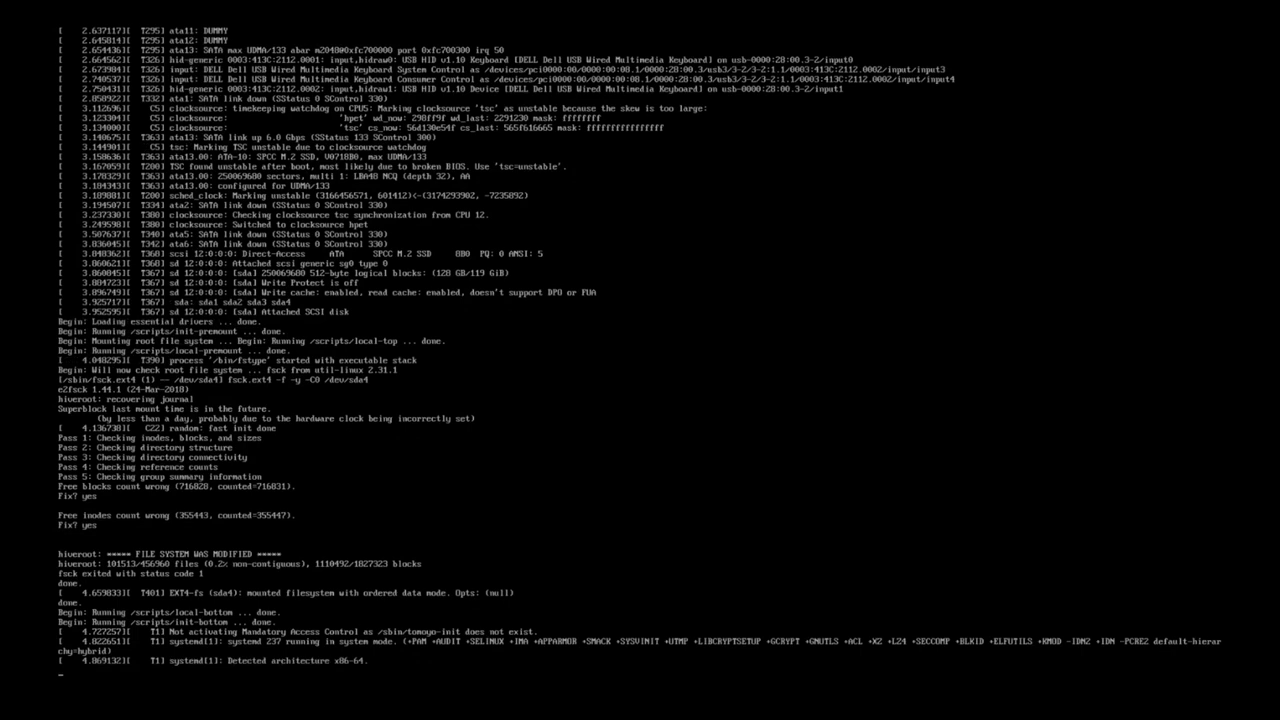 [    2.637117][  T295] ata11: DUMMY
[    2.645814][  T295] ata12: DUMMY
[    2.654436][  T295] ata13: SATA max UDMA/133 abar m2048@0xfc700000 port 0xfc700300 irq 50
[    2.664562][  T326] hid-generic 0003:413C:2112.0001: input,hidraw0: USB HID v1.10 Keyboard [DELL Dell USB Wired Multimedia Keyboard] on usb-0000:28:00.3-2/input0
[    2.673904][  T326] input: DELL Dell USB Wired Multimedia Keyboard System Control as /devices/pci0000:00/0000:00:08.1/0000:28:00.3/usb3/3-2/3-2:1.1/0003:413C:2112.0002/input/input3
[    2.740537][  T326] input: DELL Dell USB Wired Multimedia Keyboard Consumer Control as /devices/pci0000:00/0000:00:08.1/0000:28:00.3/usb3/3-2/3-2:1.1/0003:413C:2112.0002/input/input4
[    2.750431][  T326] hid-generic 0003:413C:2112.0002: input,hidraw1: USB HID v1.10 Device [DELL Dell USB Wired Multimedia Keyboard] on usb-0000:28:00.3-2/input1
[    2.858922][  T332] ata1: SATA link down (SStatus 0 SControl 330)
[    3.112696][    C5] clocksource: timekeeping watchdog on CPU5: Marking clocksource 'tsc' as unstable because the skew is too large:
[    3.123304][    C5] clocksource:                       'hpet' wd_now: 298ff9f wd_last: 2291230 mask: ffffffff
[    3.134000][    C5] clocksource:                       'tsc' cs_now: 56d130e54f cs_last: 565f616665 mask: ffffffffffffffff
[    3.140675][  T363] ata13: SATA link up 6.0 Gbps (SStatus 133 SControl 300)
[    3.144901][    C5] tsc: Marking TSC unstable due to clocksource watchdog
[    3.158636][  T363] ata13.00: ATA-10: SPCC M.2 SSD, V0718B0, max UDMA/133
[    3.167059][  T200] TSC found unstable after boot, most likely due to broken BIOS. Use 'tsc=unstable'.
[    3.178329][  T363] ata13.00: 250069680 sectors, multi 1: LBA48 NCQ (depth 32), AA
[    3.184343][  T363] ata13.00: configured for UDMA/133
[    3.189881][  T200] sched_clock: Marking unstable (3166456571, 601412)<-(3174293902, -7235892)
[    3.194507][  T334] ata2: SATA link down (SStatus 0 SControl 330)
[    3.237330][  T380] clocksource: Checking clocksource tsc synchronization from CPU 12.
[    3.249598][  T380] clocksource: Switched to clocksource hpet
[    3.507637][  T340] ata5: SATA link down (SStatus 0 SControl 330)
[    3.836045][  T342] ata6: SATA link down (SStatus 0 SControl 330)
[    3.848362][  T368] scsi 12:0:0:0: Direct-Access     ATA      SPCC M.2 SSD     8B0  PQ: 0 ANSI: 5
[    3.860621][  T368] sd 12:0:0:0: Attached scsi generic sg0 type 0
[    3.860845][  T367] sd 12:0:0:0: [sda] 250069680 512-byte logical blocks: (128 GB/119 GiB)
[    3.884723][  T367] sd 12:0:0:0: [sda] Write Protect is off
[    3.896749][  T367] sd 12:0:0:0: [sda] Write cache: enabled, read cache: enabled, doesn't support DPO or FUA
[    3.925717][  T367]  sda: sda1 sda2 sda3 sda4
[    3.952595][  T367] sd 12:0:0:0: [sda] Attached SCSI disk
Begin: Loading essential drivers ... done.
Begin: Running /scripts/init-premount ... done.
Begin: Mounting root file system ... Begin: Running /scripts/local-top ... done.
Begin: Running /scripts/local-premount ... done.
[    4.048295][  T390] process '/bin/fstype' started with executable stack
Begin: Will now check root file system ... fsck from util-linux 2.31.1
[/sbin/fsck.ext4 (1) -- /dev/sda4] fsck.ext4 -f -y -C0 /dev/sda4
e2fsck 1.44.1 (24-Mar-2018)
hiveroot: recovering journal
Superblock last mount time is in the future.
        (by less than a day, probably due to the hardware clock being incorrectly set)
[    4.136738][   C22] random: fast init done
Pass 1: Checking inodes, blocks, and sizes
Pass 2: Checking directory structure
Pass 3: Checking directory connectivity
Pass 4: Checking reference counts
Pass 5: Checking group summary information
Free blocks count wrong (716828, counted=716831).
Fix? yes
Free inodes count wrong (355443, counted=355447).
Fix? yes
hiveroot: ***** FILE SYSTEM WAS MODIFIED *****
hiveroot: 101513/456960 files (0.2% non-contiguous), 1110492/1827323 blocks
fsck exited with status code 1
done.
[    4.659833][  T401] EXT4-fs (sda4): mounted filesystem with ordered data mode. Opts: (null)
done.
Begin: Running /scripts/local-bottom ... done.
Begin: Running /scripts/init-bottom ... done.
[    4.727257][    T1] Not activating Mandatory Access Control as /sbin/tomoyo-init does not exist.
[    4.822651][    T1] systemd[1]: systemd 237 running in system mode. (+PAM +AUDIT +SELINUX +IMA +APPARMOR +SMACK +SYSVINIT +UTMP +LIBCRYPTSETUP +GCRYPT +GNUTLS +ACL +XZ +LZ4 +SECCOMP +BLKID +ELFUTILS +KMOD -IDN2 +IDN -PCRE2 default-hierar
chy=hybrid)
[    4.869132][    T1] systemd[1]: Detected architecture x86-64.